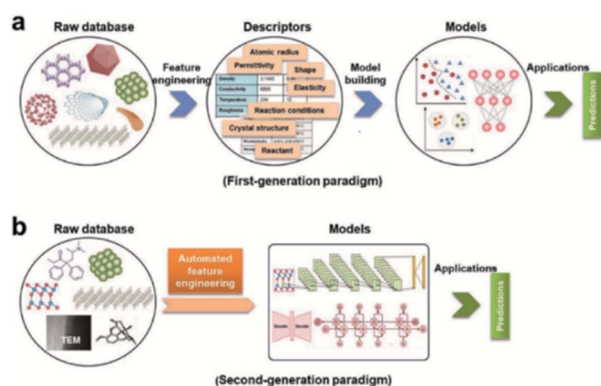 a
Raw database
Descriptors
Models
Feature
engineering
Atomic radius
Permittivity
Shape
Density
Conductivity
Elasticity
Temperature
Roughness
Reaction conditions
Crystal structure
Reactant
Model
building
Applications
Predictions
(First-generation paradigm)
b
Raw database
Models
Automated
feature
engineering
TEM
Applications
Predictions
(Second-generation paradigm)